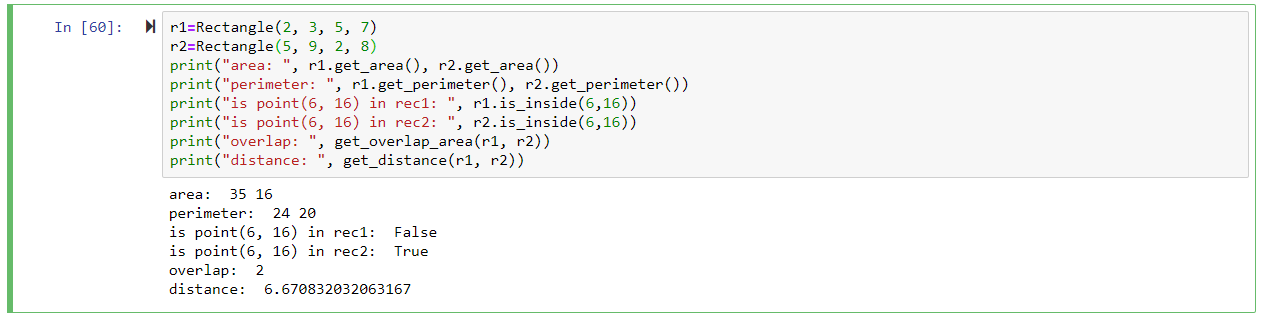 In [60]:
r1=Rectangle(2, 3, 5, 7)
r2=Rectangle(5, 9, 2, 8)
print("area: ", r1.get_area(), r2.get_area())
print("perimeter: ", r1.get_perimeter(), r2.get_perimeter())
print("is point(6, 16) in rec1: ", r1.is_inside(6,16))
print("is point(6, 16) in rec2: ", r2.is_inside(6,16))
print("overlap: ", get_overlap_area(r1, r2))
print("distance: ", get_distance(r1, r2))
area:  35 16
perimeter:  24 20
is point(6, 16) in rec1:  False
is point(6, 16) in rec2:  True
overlap:  2
distance:  6.670832032063167